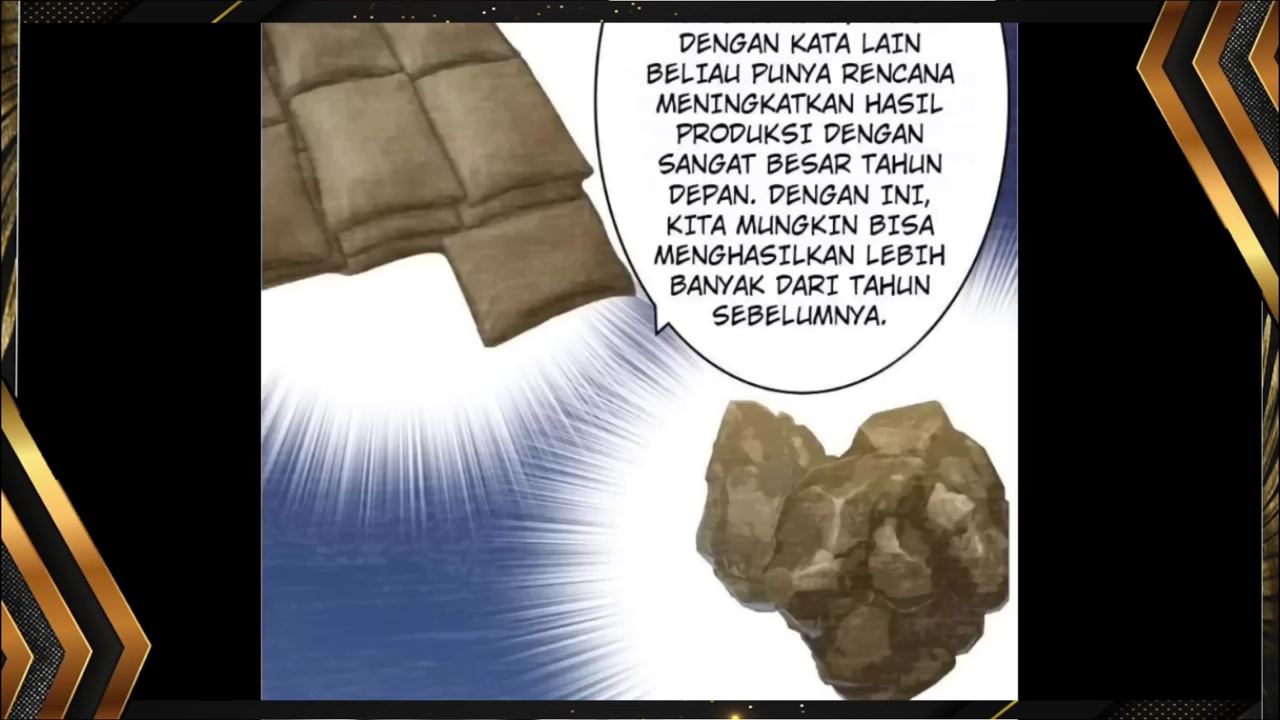 DENGAN KATA LAIN
BELIAU PUNYA RENCANA
MENINGKATKAN HASIL
PRODUKSI DENGAN
SANGAT BESAR TAHUN
DEPAN. DENGAN INI,
KITA MUNGKIN BISA
MENGHASILKAN LEBIH
BANYAK DARI TAHUN
SEBELUMNYA.